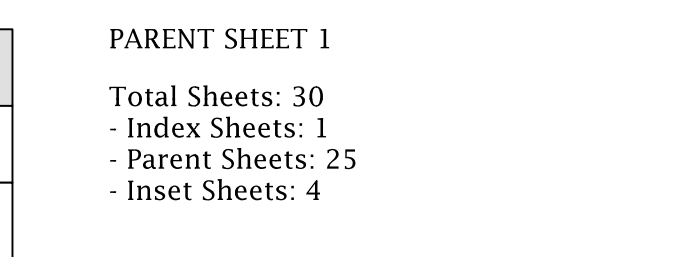 PARENT SHEET 1
Total Sheets: 30
- Index Sheets: 1
- Parent Sheets: 25
- Inset Sheets: 4